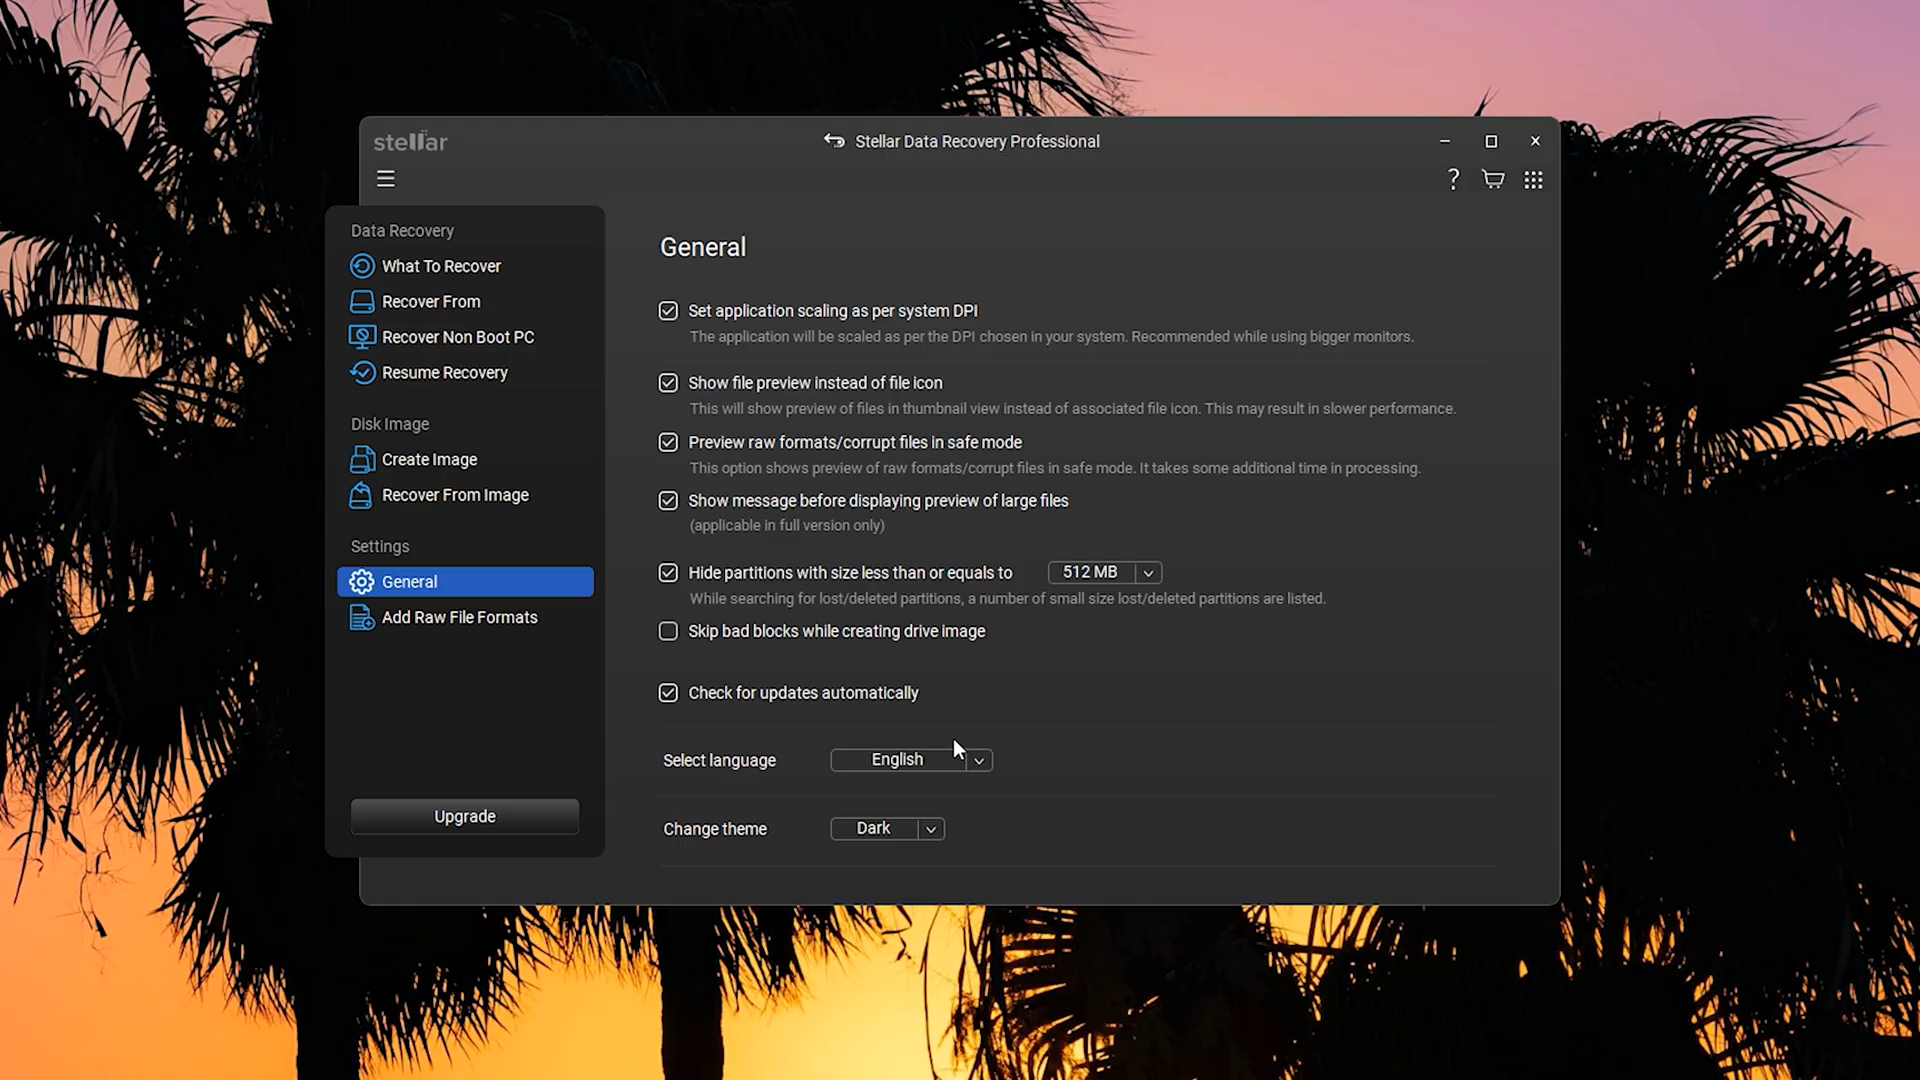 stellar
Stellar Data Recovery Professional
?
Data Recovery
What To Recover
Recover From
Recover Non Boot PC
Resume Recovery
Disk Image
Create Image
Recover From Image
Settings
General
Add Raw File Formats
Upgrade
General
Set application scaling as per system DPI
The application will be scaled as per the DPI chosen in your system. Recommended while using bigger monitors.
Show file preview instead of file icon
This will show preview of files in thumbnail view instead of associated file icon. This may result in slower performance.
Preview raw formats/corrupt files in safe mode
This option shows preview of raw formats/corrupt files in safe mode. It takes some additional time in processing.
Show message before displaying preview of large files
(applicable in full version only)
Hide partitions with size less than or equals to 512 MB
While searching for lost/deleted partitions, a number of small size lost/deleted partitions are listed.
Skip bad blocks while creating drive image
Check for updates automatically
Select language English
Change theme Dark